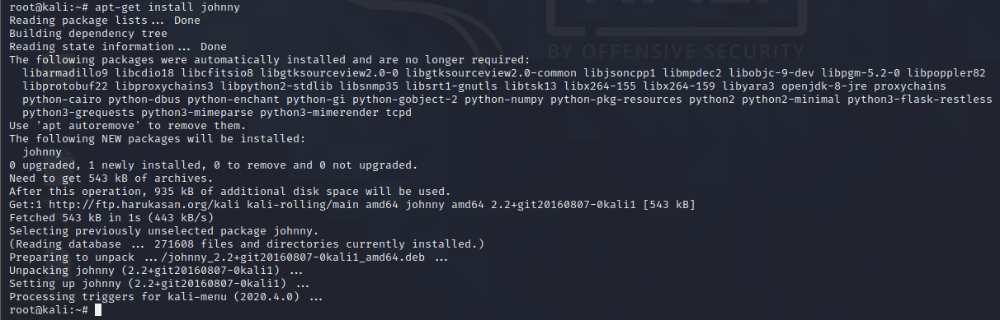 root@kali:~# apt-get install johnny
Reading package lists... Done
Building dependency tree
Reading state information... Done
The following packages were automatically installed and are no longer required:
  libarmadillo9 libcdio18 libcfitsio8 libgtksourceview2.0-0 libgtksourceview2.0-common libjsoncpp1 libmpdec2 libobjc-9-dev libpgm-5.2-0 libpoppler82
  libprotobuf22 libproxychains3 libpython2-stdlib libsnmp35 libsrt1-gnutls libtsk13 libx264-155 libx264-159 libyara3 openjdk-8-jre proxychains
  python-cairo python-dbus python-enchant python-gi python-gobject-2 python-numpy python-pkg-resources python2 python2-minimal python3-flask-restless
  python3-grequests python3-mimeparse python3-mimerender tcpd
Use 'apt autoremove' to remove them.
The following NEW packages will be installed:
  johnny
0 upgraded, 1 newly installed, 0 to remove and 0 not upgraded.
Need to get 543 kB of archives.
After this operation, 935 kB of additional disk space will be used.
Get:1 http://ftp.harukasan.org/kali kali-rolling/main amd64 johnny amd64 2.2+git20160807-0kali1 [543 kB]
Fetched 543 kB in 1s (443 kB/s)
Selecting previously unselected package johnny.
(Reading database ... 271608 files and directories currently installed.)
Preparing to unpack .../johnny_2.2+git20160807-0kali1_amd64.deb ...
Unpacking johnny (2.2+git20160807-0kali1) ...
Setting up johnny (2.2+git20160807-0kali1) ...
Processing triggers for kali-menu (2020.4.0) ...
root@kali:~#
BY OFFENSIVE SECURITY